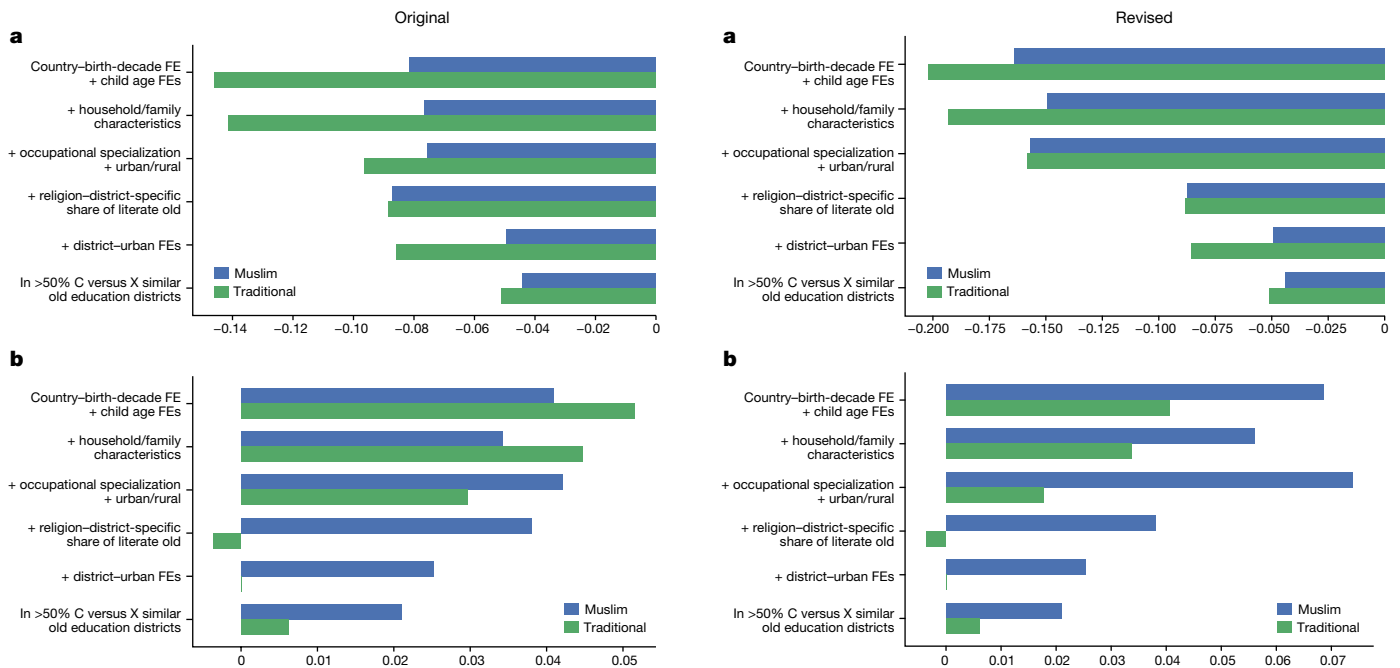 Original
a
Country–birth-decade FE
+ child age FEs
+ household/family
characteristics
+ occupational specialization
+ urban/rural
+ religion–district-specific
share of literate old
+ district–urban FEs
In >50% C versus X similar
old education districts
Muslim
Traditional
−0.14 −0.12 −0.10 −0.08 −0.06 −0.04 −0.02 0
b
Country–birth-decade FE
+ child age FEs
+ household/family
characteristics
+ occupational specialization
+ urban/rural
+ religion–district-specific
share of literate old
+ district–urban FEs
In >50% C versus X similar
old education districts
Muslim
Traditional
0 0.01 0.02 0.03 0.04 0.05
Revised
a
Country–birth-decade FE
+ child age FEs
+ household/family
characteristics
+ occupational specialization
+ urban/rural
+ religion–district-specific
share of literate old
+ district–urban FEs
In >50% C versus X similar
old education districts
Muslim
Traditional
−0.200 −0.175 −0.150 −0.125 −0.100 −0.075 −0.050 −0.025 0
b
Country–birth-decade FE
+ child age FEs
+ household/family
characteristics
+ occupational specialization
+ urban/rural
+ religion–district-specific
share of literate old
+ district–urban FEs
In >50% C versus X similar
old education districts
Muslim
Traditional
0 0.01 0.02 0.03 0.04 0.05 0.06 0.07